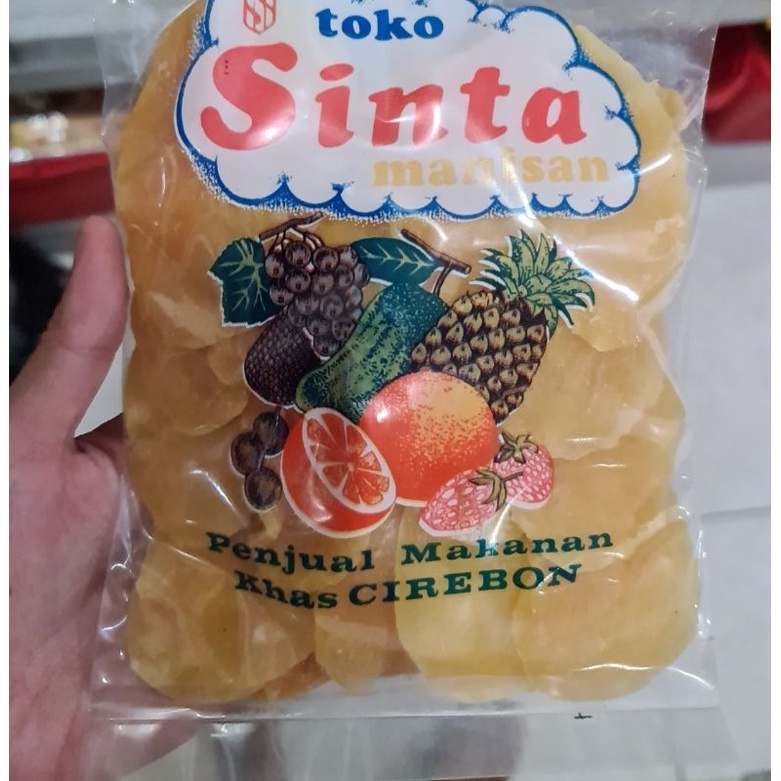 toko
Sinta
manisan
Penjual Makanan
Khas CIREBON